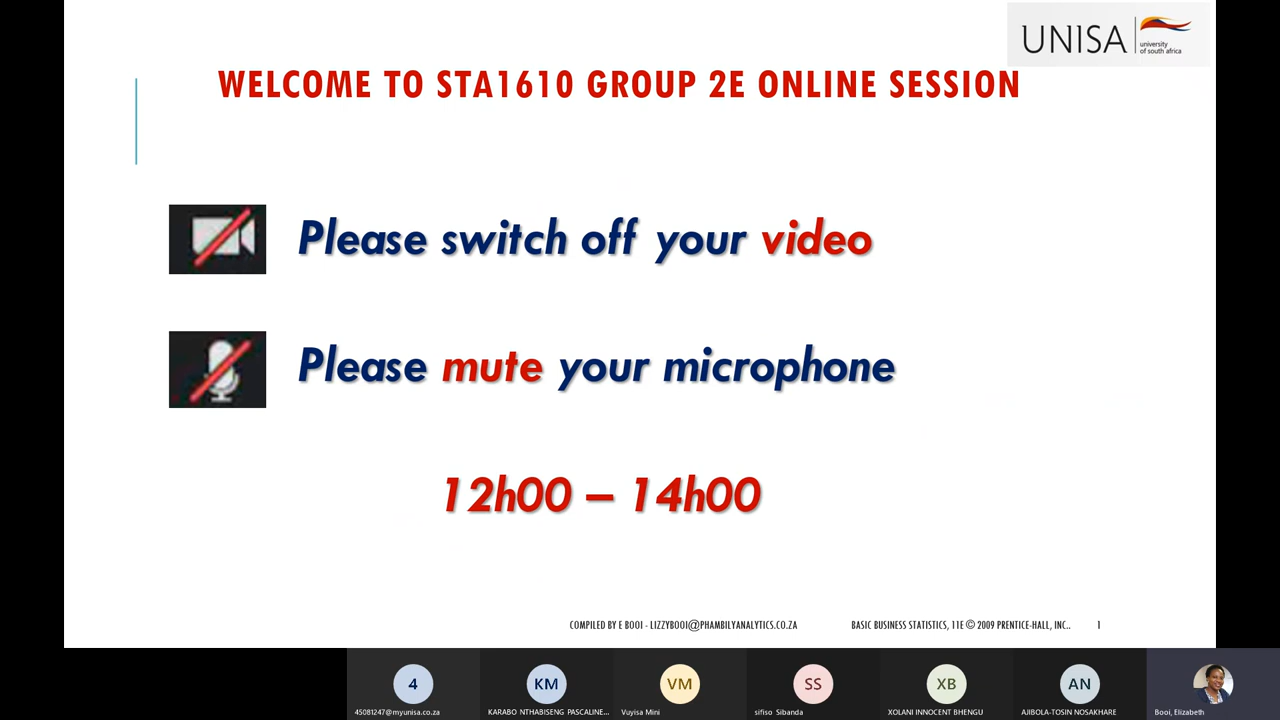 UNISA
university
of south africa
WELCOME TO STA1610 GROUP 2E ONLINE SESSION
Please switch off your video
Please mute your microphone
12h00 – 14h00
COMPILED BY E BOOI - LIZZYBOOI@PHAMBILYANALYTICS.CO.ZA
BASIC BUSINESS STATISTICS, 11E © 2009 PRENTICE-HALL, INC..
1
4
KM
VM
SS
XB
AN
45081247@myunisa.co.za
KARABO NTHABISENG PASCALINE...
Vuyisa Mini
sifiso Sibanda
XOLANI INNOCENT BHENGU
AJIBOLA-TOSIN NOSAKHARE
Booi, Elizabeth